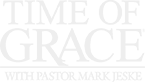 TIME OF
GRACE
WITH PASTOR MARK JESKE